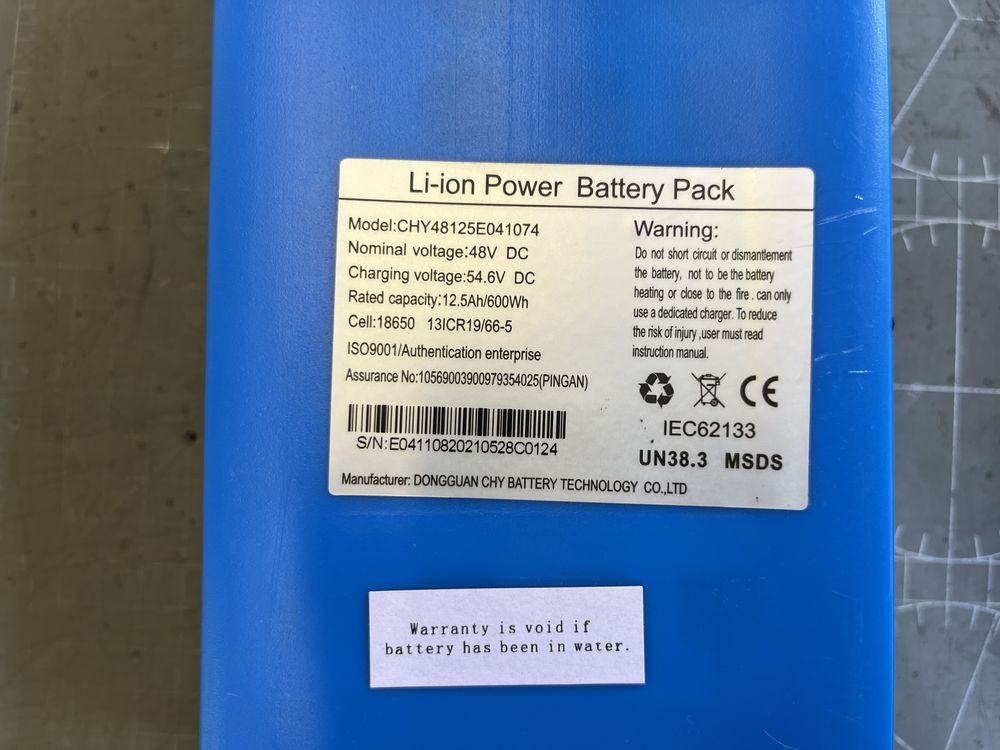 Li-ion Power Battery Pack
Model:CHY48125E041074
Nominal voltage:48V DC
Charging voltage:54.6V DC
Rated capacity:12.5Ah/600Wh
Cell:18650 13ICR19/66-5
ISO9001/Authentication enterprise
Assurance No:10569003900979354025(PINGAN)
S/N:E04110820210528C0124
Manufacturer: DONGGUAN CHY BATTERY TECHNOLOGY CO.,LTD
Warning:
Do not short circuit or dismantlement
the battery, not to be the battery
heating or close to the fire . can only
use a dedicated charger. To reduce
the risk of injury ,user must read
instruction manual.
CE
IEC62133
UN38.3 MSDS
Warranty is void if
battery has been in water.